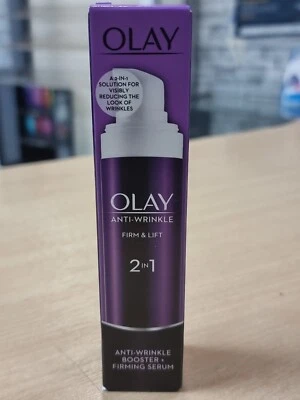 OLAY
A 2-IN-1
SOLUTION FOR
VISIBLY
REDUCING THE
LOOK OF
WRINKLES
OLAY
ANTI-WRINKLE
FIRM & LIFT
2 IN 1
ANTI-WRINKLE
BOOSTER +
FIRMING SERUM